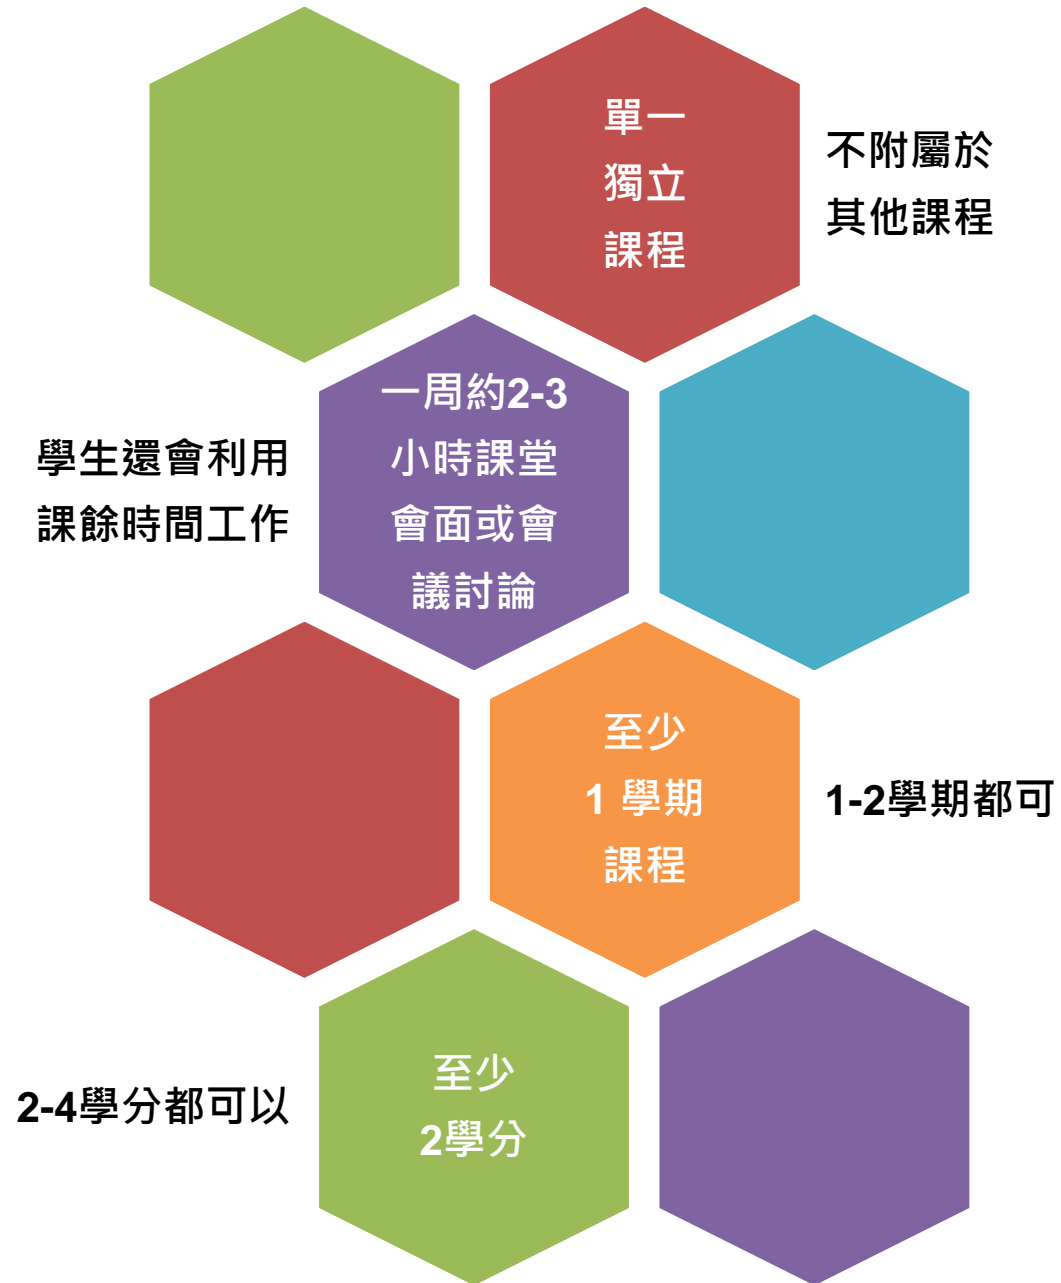 單一
獨立
課程
不附屬於
其他課程
一周約2-3
小時課堂
會面或會
議討論
學生還會利用
課餘時間工作
至少
1 學期
課程
1-2學期都可
至少
2學分
2-4學分都可以